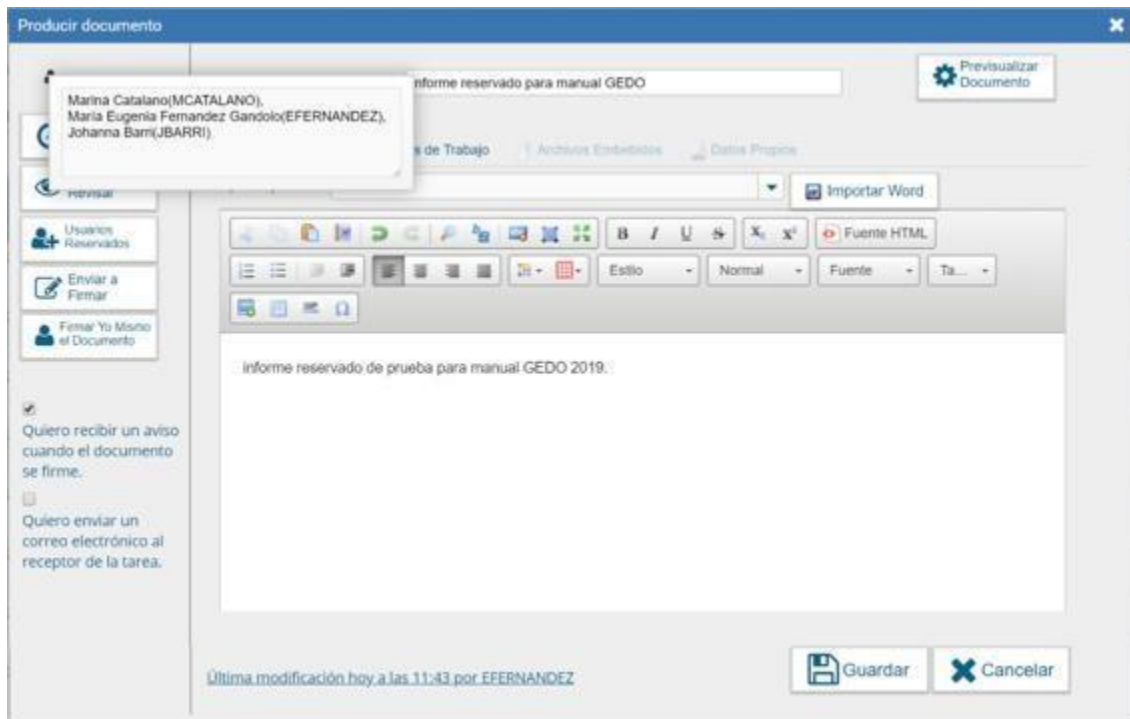 Producir documento
informe reservado para manual GEDO
Previsualizar
Documento
Marina Catalano(MCATALANO),
Maria Eugenia Fernandez Gandolo(EFERNANDEZ),
Johanna Barri(JBARRI)
de Trabajo
Archivos Embebidos
Datos Propios
Revisar
Importar Word
Usuarios
Reservados
B I U S X₂ x²
Fuente HTML
Enviar a
Firmar
Estilo
Normal
Fuente
Ta...
Firmar Yo Mismo
el Documento
Ω
informe reservado de prueba para manual GEDO 2019.
Quiero recibir un aviso
cuando el documento
se firme.
Quiero enviar un
correo electrónico al
receptor de la tarea.
Última modificación hoy a las 11:43 por EFERNANDEZ
Guardar
Cancelar